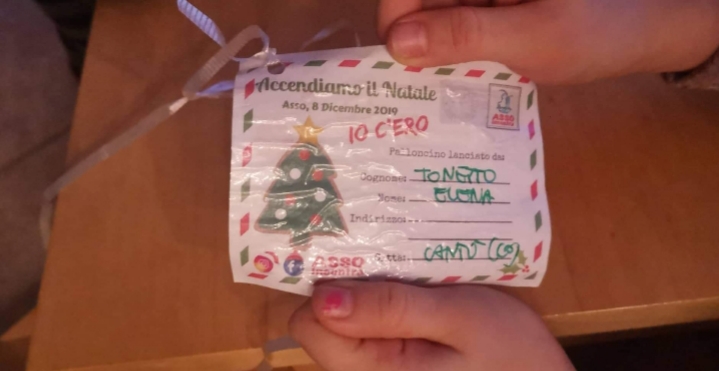 Accendiamo il Natale
Asso, 8 Dicembre 2019
IO C'ERO
Palloncino lanciato da:
Cognome: TONETTO
Nome: ELENA
Indirizzo:
Città: CANTÙ (CO)
ASSO
ASSO